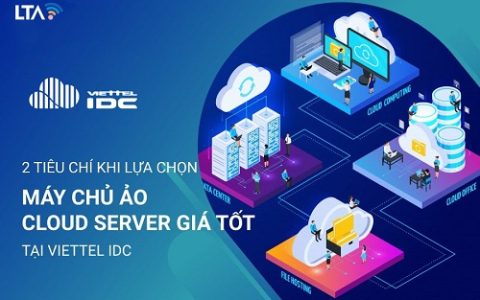 LTA
VIETTEL
IDC
2 TIÊU CHÍ KHI LỰA CHỌN
MÁY CHỦ ẢO
CLOUD SERVER GIÁ TỐT
TẠI VIETTEL IDC
CLOUD COMPUTING
DATA CENTER
CLOUD OFFICE
FILE HOSTING